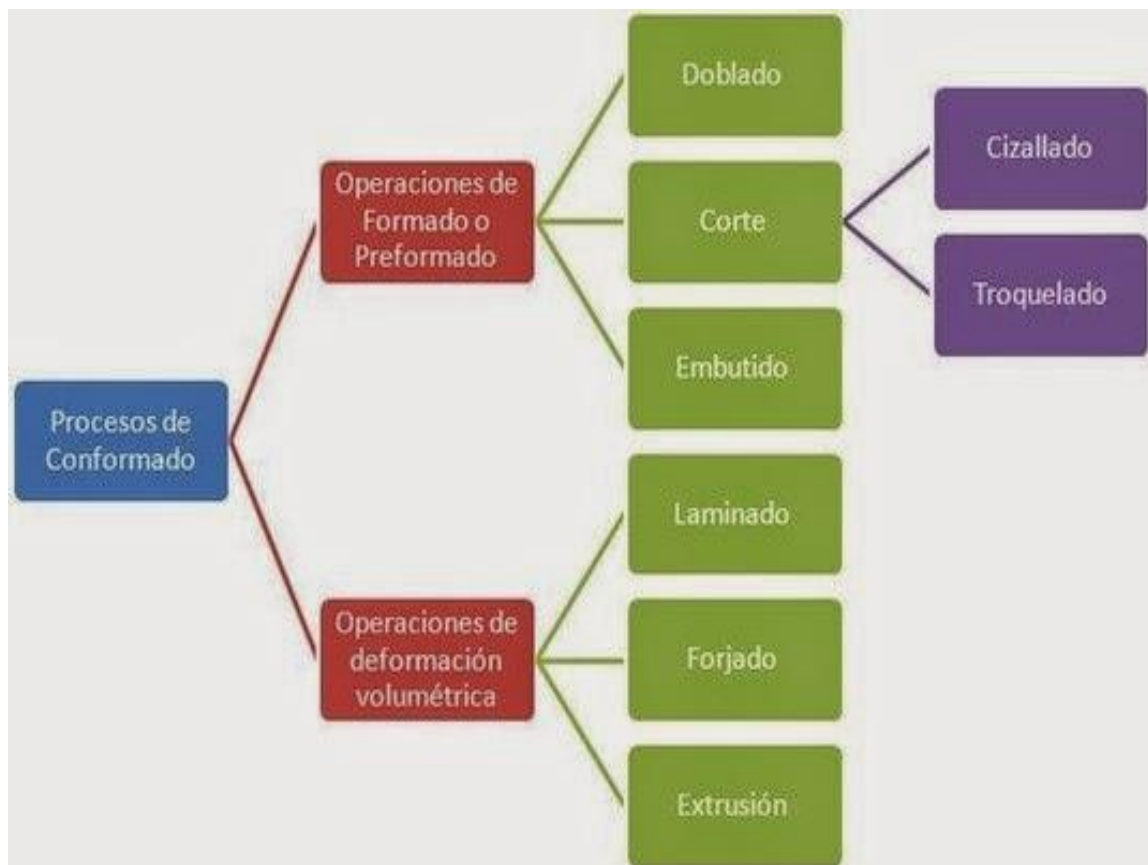 Procesos de
Conformado
Operaciones de
Formado o
Preformado
Doblado
Corte
Cizallado
Troquelado
Embutido
Operaciones de
deformación
volumétrica
Laminado
Forjado
Extrusión